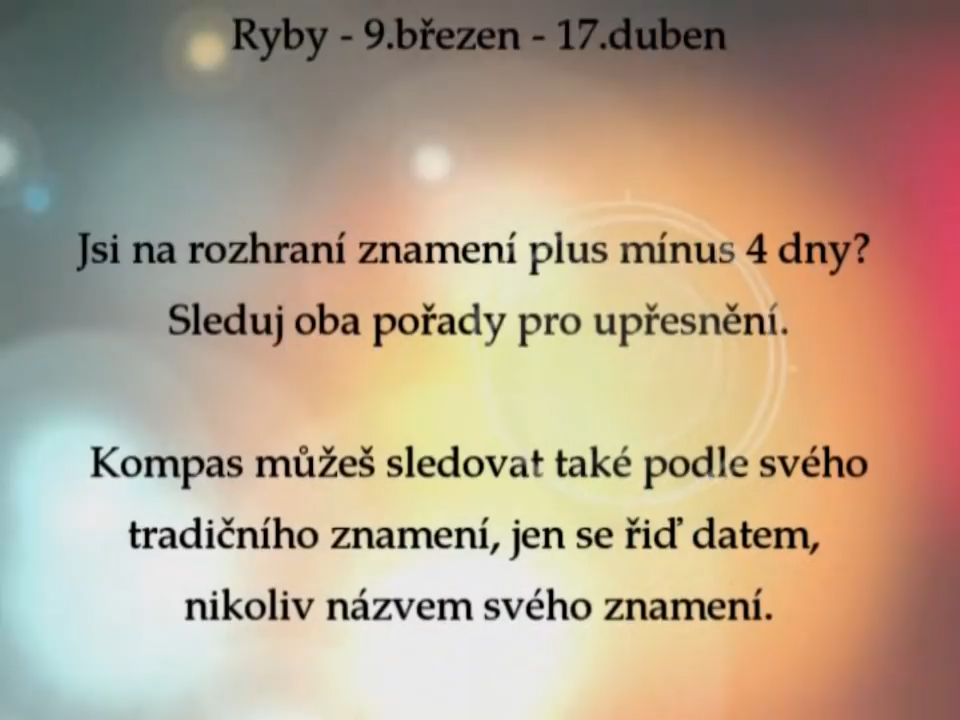 Ryby - 9.březen - 17.duben
Jsi na rozhraní znamení plus mínus 4 dny?
Sleduj oba pořady pro upřesnění.
Kompas můžeš sledovat také podle svého
tradičního znamení, jen se řiď datem,
nikoliv názvem svého znamení.